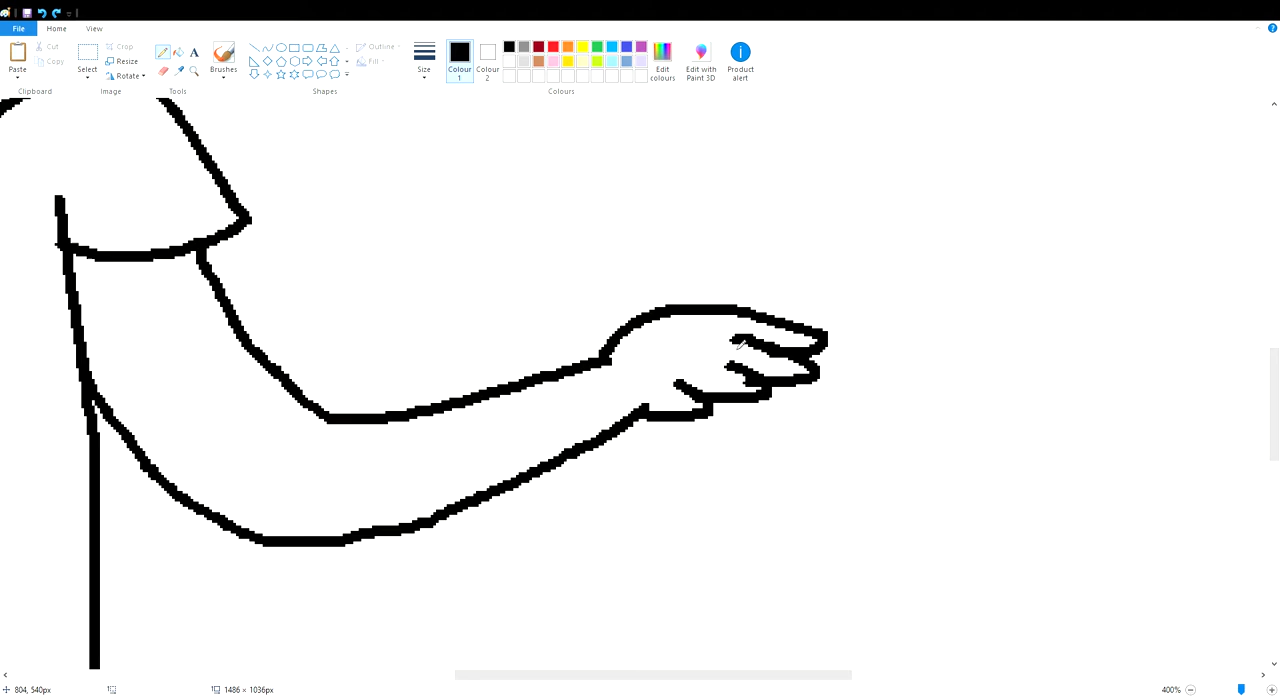 File Home View
Cut
Copy
Paste
Clipboard
Crop
Resize
Rotate
Select
Image
A
Tools
Brushes
Outline
Fill
Shapes
Size
Colour 1
Colour 2
Edit colours
Edit with Paint 3D
Product alert
Colours
804, 540px
1486 × 1036px
400%